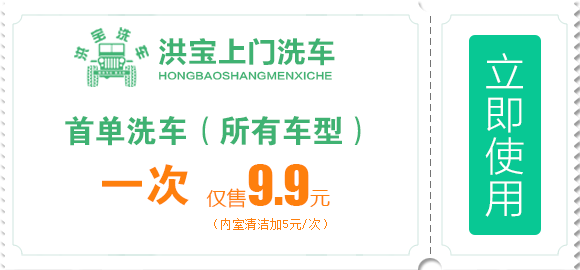 洪宝洗车
洪宝上门洗车
HONGBAOSHANGMENXICHE
首单洗车（所有车型）
一次 仅售9.9元
（内室清洁加5元/次）
立即使用